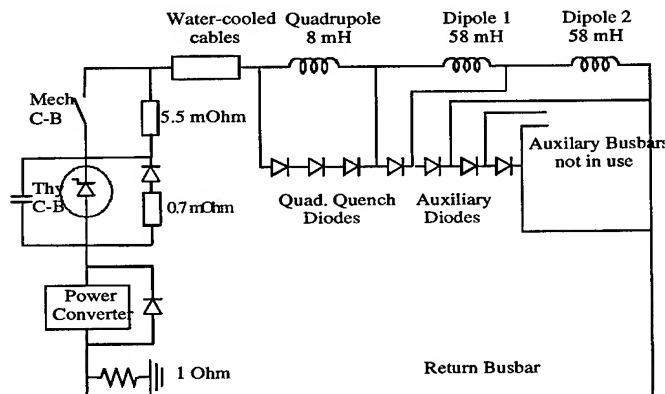 Water-cooled
cables
Quadrupole
8 mH
Dipole 1
58 mH
Dipole 2
58 mH
Mech
C-B
5.5 mOhm
Thy
C-B
0.7 mOhm
Quad. Quench
Diodes
Auxiliary
Diodes
Auxilary Busbars
not in use
Power
Converter
1 Ohm
Return Busbar